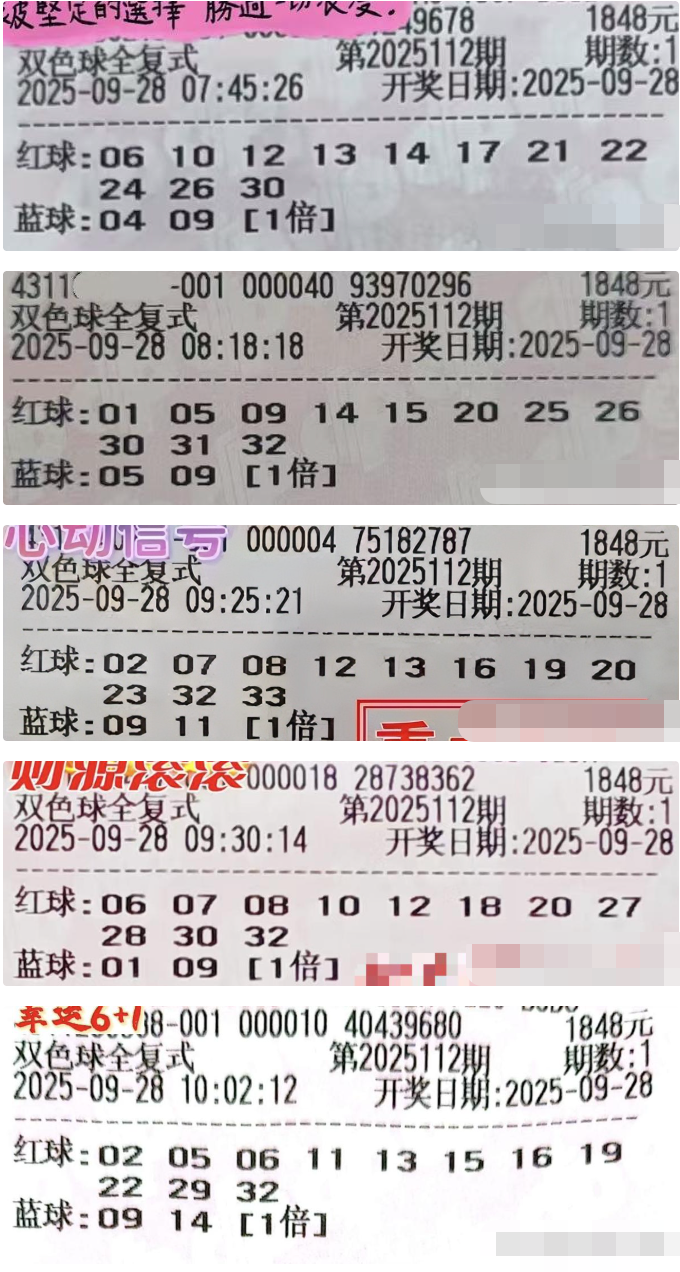 被堅定的選擇 勝過一切表
49678 1848元
双色球全复式 第2025112期 期数:1
2025-09-28 07:45:26 开奖日期:2025-09-28
红球:06 10 12 13 14 17 21 22
24 26 30
蓝球:04 09 [1倍]
4311 -001 000040 93970296 1848元
双色球全复式 第2025112期 期数:1
2025-09-28 08:18:18 开奖日期:2025-09-28
红球:01 05 09 14 15 20 25 26
30 31 32
蓝球:05 09 [1倍]
心动信号 000004 75182787 1848元
双色球全复式 第2025112期 期数:1
2025-09-28 09:25:21 开奖日期:2025-09-28
红球:02 07 08 12 13 16 19 20
23 32 33
蓝球:09 11 [1倍]
财源滚滚 000018 28738362 1848元
双色球全复式 第2025112期 期数:1
2025-09-28 09:30:14 开奖日期:2025-09-28
红球:06 07 08 10 12 18 20 27
28 30 32
蓝球:01 09 [1倍]
幸运6+1 38-001 000010 40439680 1848元
双色球全复式 第2025112期 期数:1
2025-09-28 10:02:12 开奖日期:2025-09-28
红球:02 05 06 11 13 15 16 19
22 29 32
蓝球:09 14 [1倍]